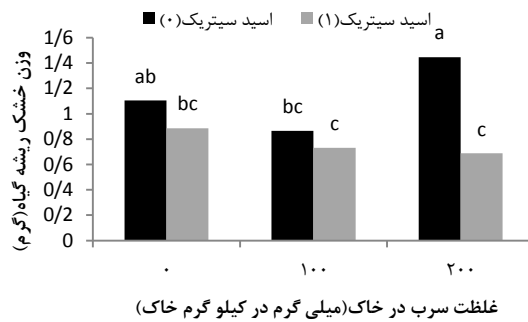 اسید سیتریک(۰) اسید سیتریک(۱)
وزن خشک ریشه گیاه(گرم)
1/6
1/4
1/2
1
0/8
0/6
0/4
0/2
0
ab bc bc c a c
۰ ۱۰۰ ۲۰۰
غلظت سرب در خاک(میلی گرم در کیلو گرم خاک)